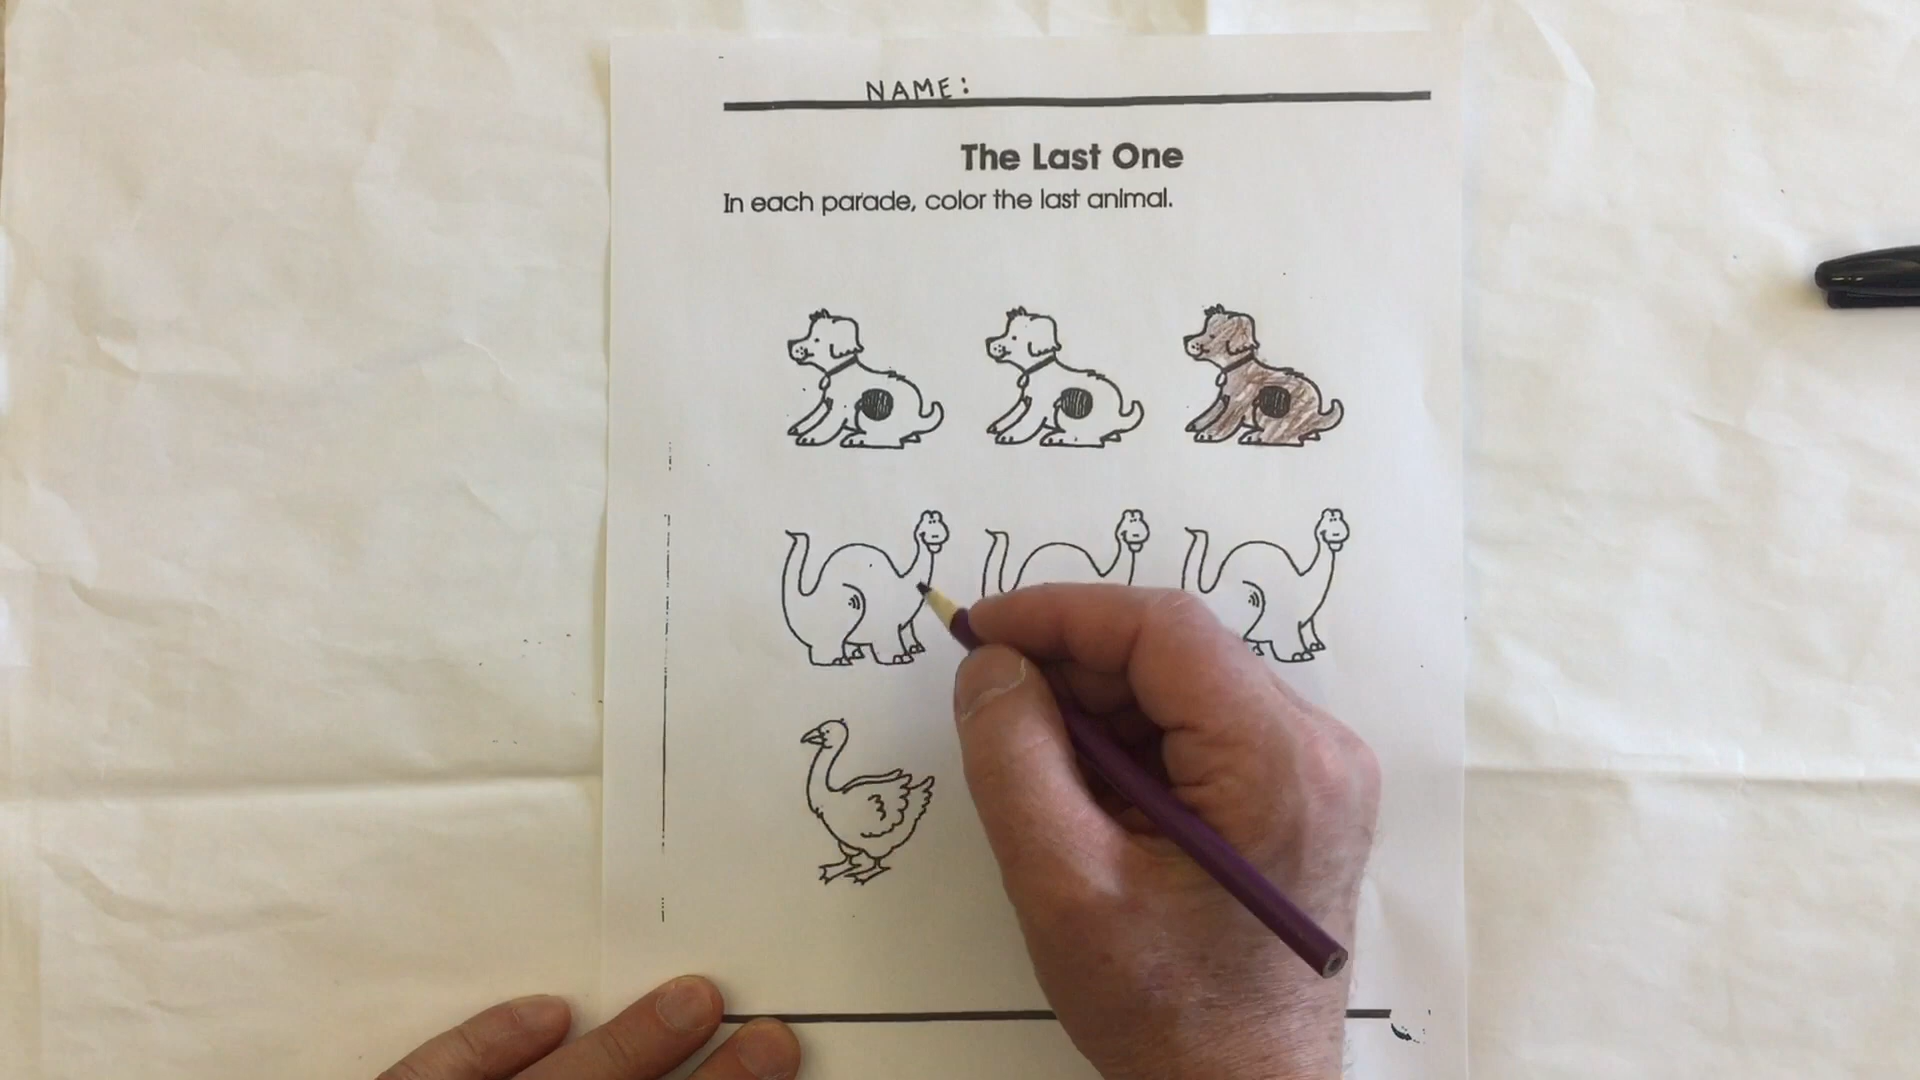 NAME:
The Last One
In each parade, color the last animal.